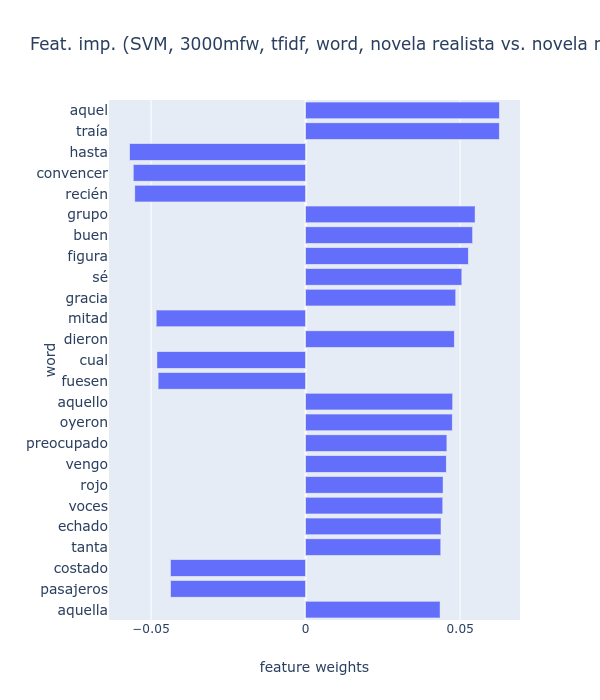 Feat. imp. (SVM, 3000mfw, tfidf, word, novela realista vs. novela
aquel
traía
hasta
convencer
recién
grupo
buen
figura
sé
gracia
mitad
dieron
cual
fuesen
aquello
oyeron
preocupado
vengo
rojo
voces
echado
tanta
costado
pasajeros
aquella
word
−0.05 0 0.05
feature weights